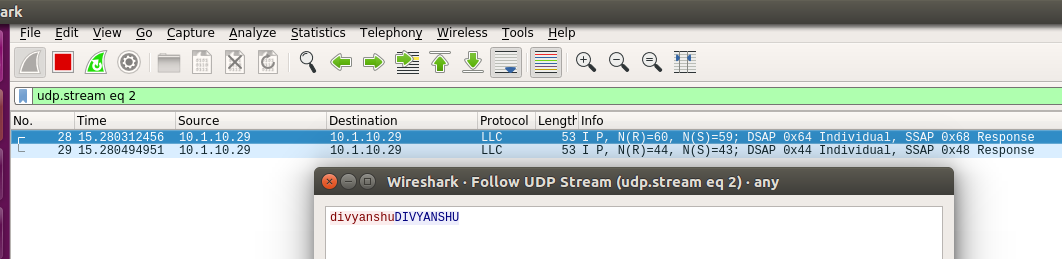 ark
File Edit View Go Capture Analyze Statistics Telephony Wireless Tools Help
udp.stream eq 2
No. Time Source Destination Protocol Length Info
28 15.280312456 10.1.10.29 10.1.10.29 LLC 53 I P, N(R)=60, N(S)=59; DSAP 0x64 Individual, SSAP 0x68 Response
29 15.280494951 10.1.10.29 10.1.10.29 LLC 53 I P, N(R)=44, N(S)=43; DSAP 0x44 Individual, SSAP 0x48 Response
Wireshark · Follow UDP Stream (udp.stream eq 2) · any
divyanshuDIVYANSHU